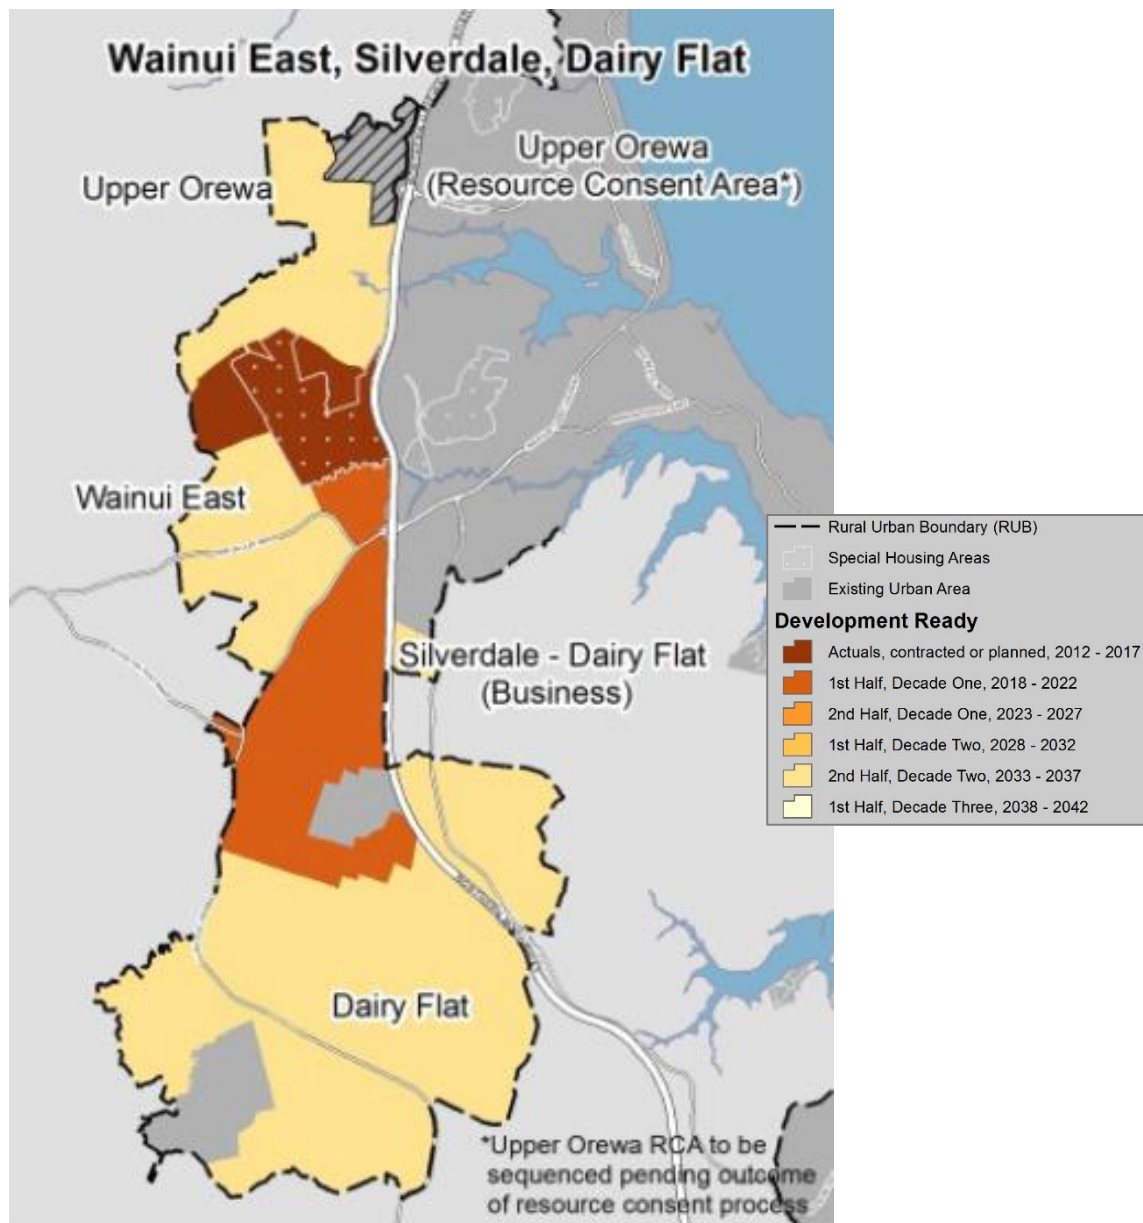 Wainui East, Silverdale, Dairy Flat
Upper Orewa
(Resource Consent Area*)
Upper Orewa
Wainui East
Silverdale - Dairy Flat
(Business)
Dairy Flat
*Upper Orewa RCA to be
sequenced pending outcome
of resource consent process
Rural Urban Boundary (RUB)
Special Housing Areas
Existing Urban Area
Development Ready
Actuals, contracted or planned, 2012 - 2017
1st Half, Decade One, 2018 - 2022
2nd Half, Decade One, 2023 - 2027
1st Half, Decade Two, 2028 - 2032
2nd Half, Decade Two, 2033 - 2037
1st Half, Decade Three, 2038 - 2042